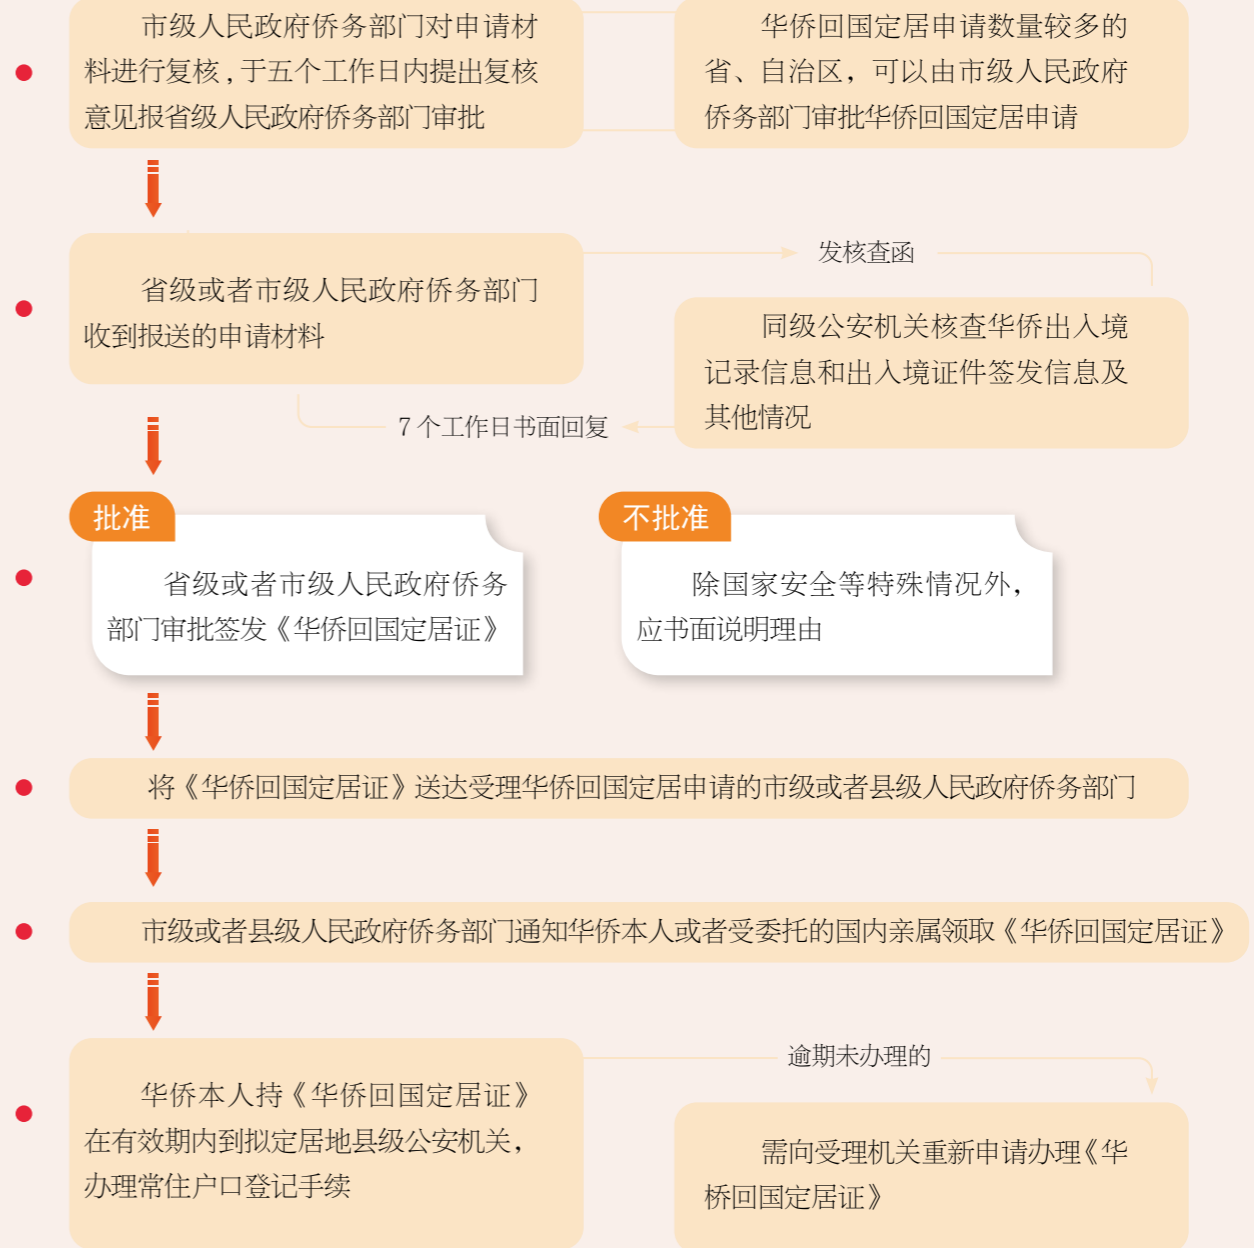 市级人民政府侨务部门对申请材
料进行复核,于五个工作日内提出复核
意见报省级人民政府侨务部门审批
华侨回国定居申请数量较多的
省、自治区，可以由市级人民政府
侨务部门审批华侨回国定居申请
省级或者市级人民政府侨务部门
收到报送的申请材料
发核查函
同级公安机关核查华侨出入境
记录信息和出入境证件签发信息及
其他情况
7个工作日书面回复
批准
省级或者市级人民政府侨务
部门审批签发《华侨回国定居证》
不批准
除国家安全等特殊情况外，
应书面说明理由
将《华侨回国定居证》送达受理华侨回国定居申请的市级或者县级人民政府侨务部门
市级或者县级人民政府侨务部门通知华侨本人或者受委托的国内亲属领取《华侨回国定居证》
华侨本人持《华侨回国定居证》
在有效期内到拟定居地县级公安机关，
办理常住户口登记手续
逾期未办理的
需向受理机关重新申请办理《华
桥回国定居证》